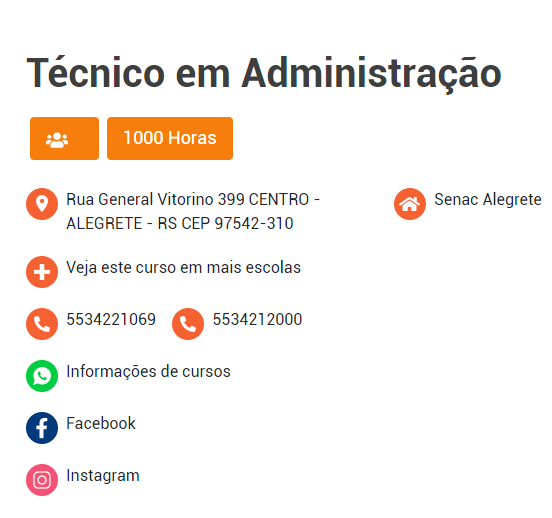 Técnico em Administração
1000 Horas
Rua General Vitorino 399 CENTRO -
ALEGRETE - RS CEP 97542-310
Senac Alegrete
Veja este curso em mais escolas
5534221069 5534212000
Informações de cursos
Facebook
Instagram